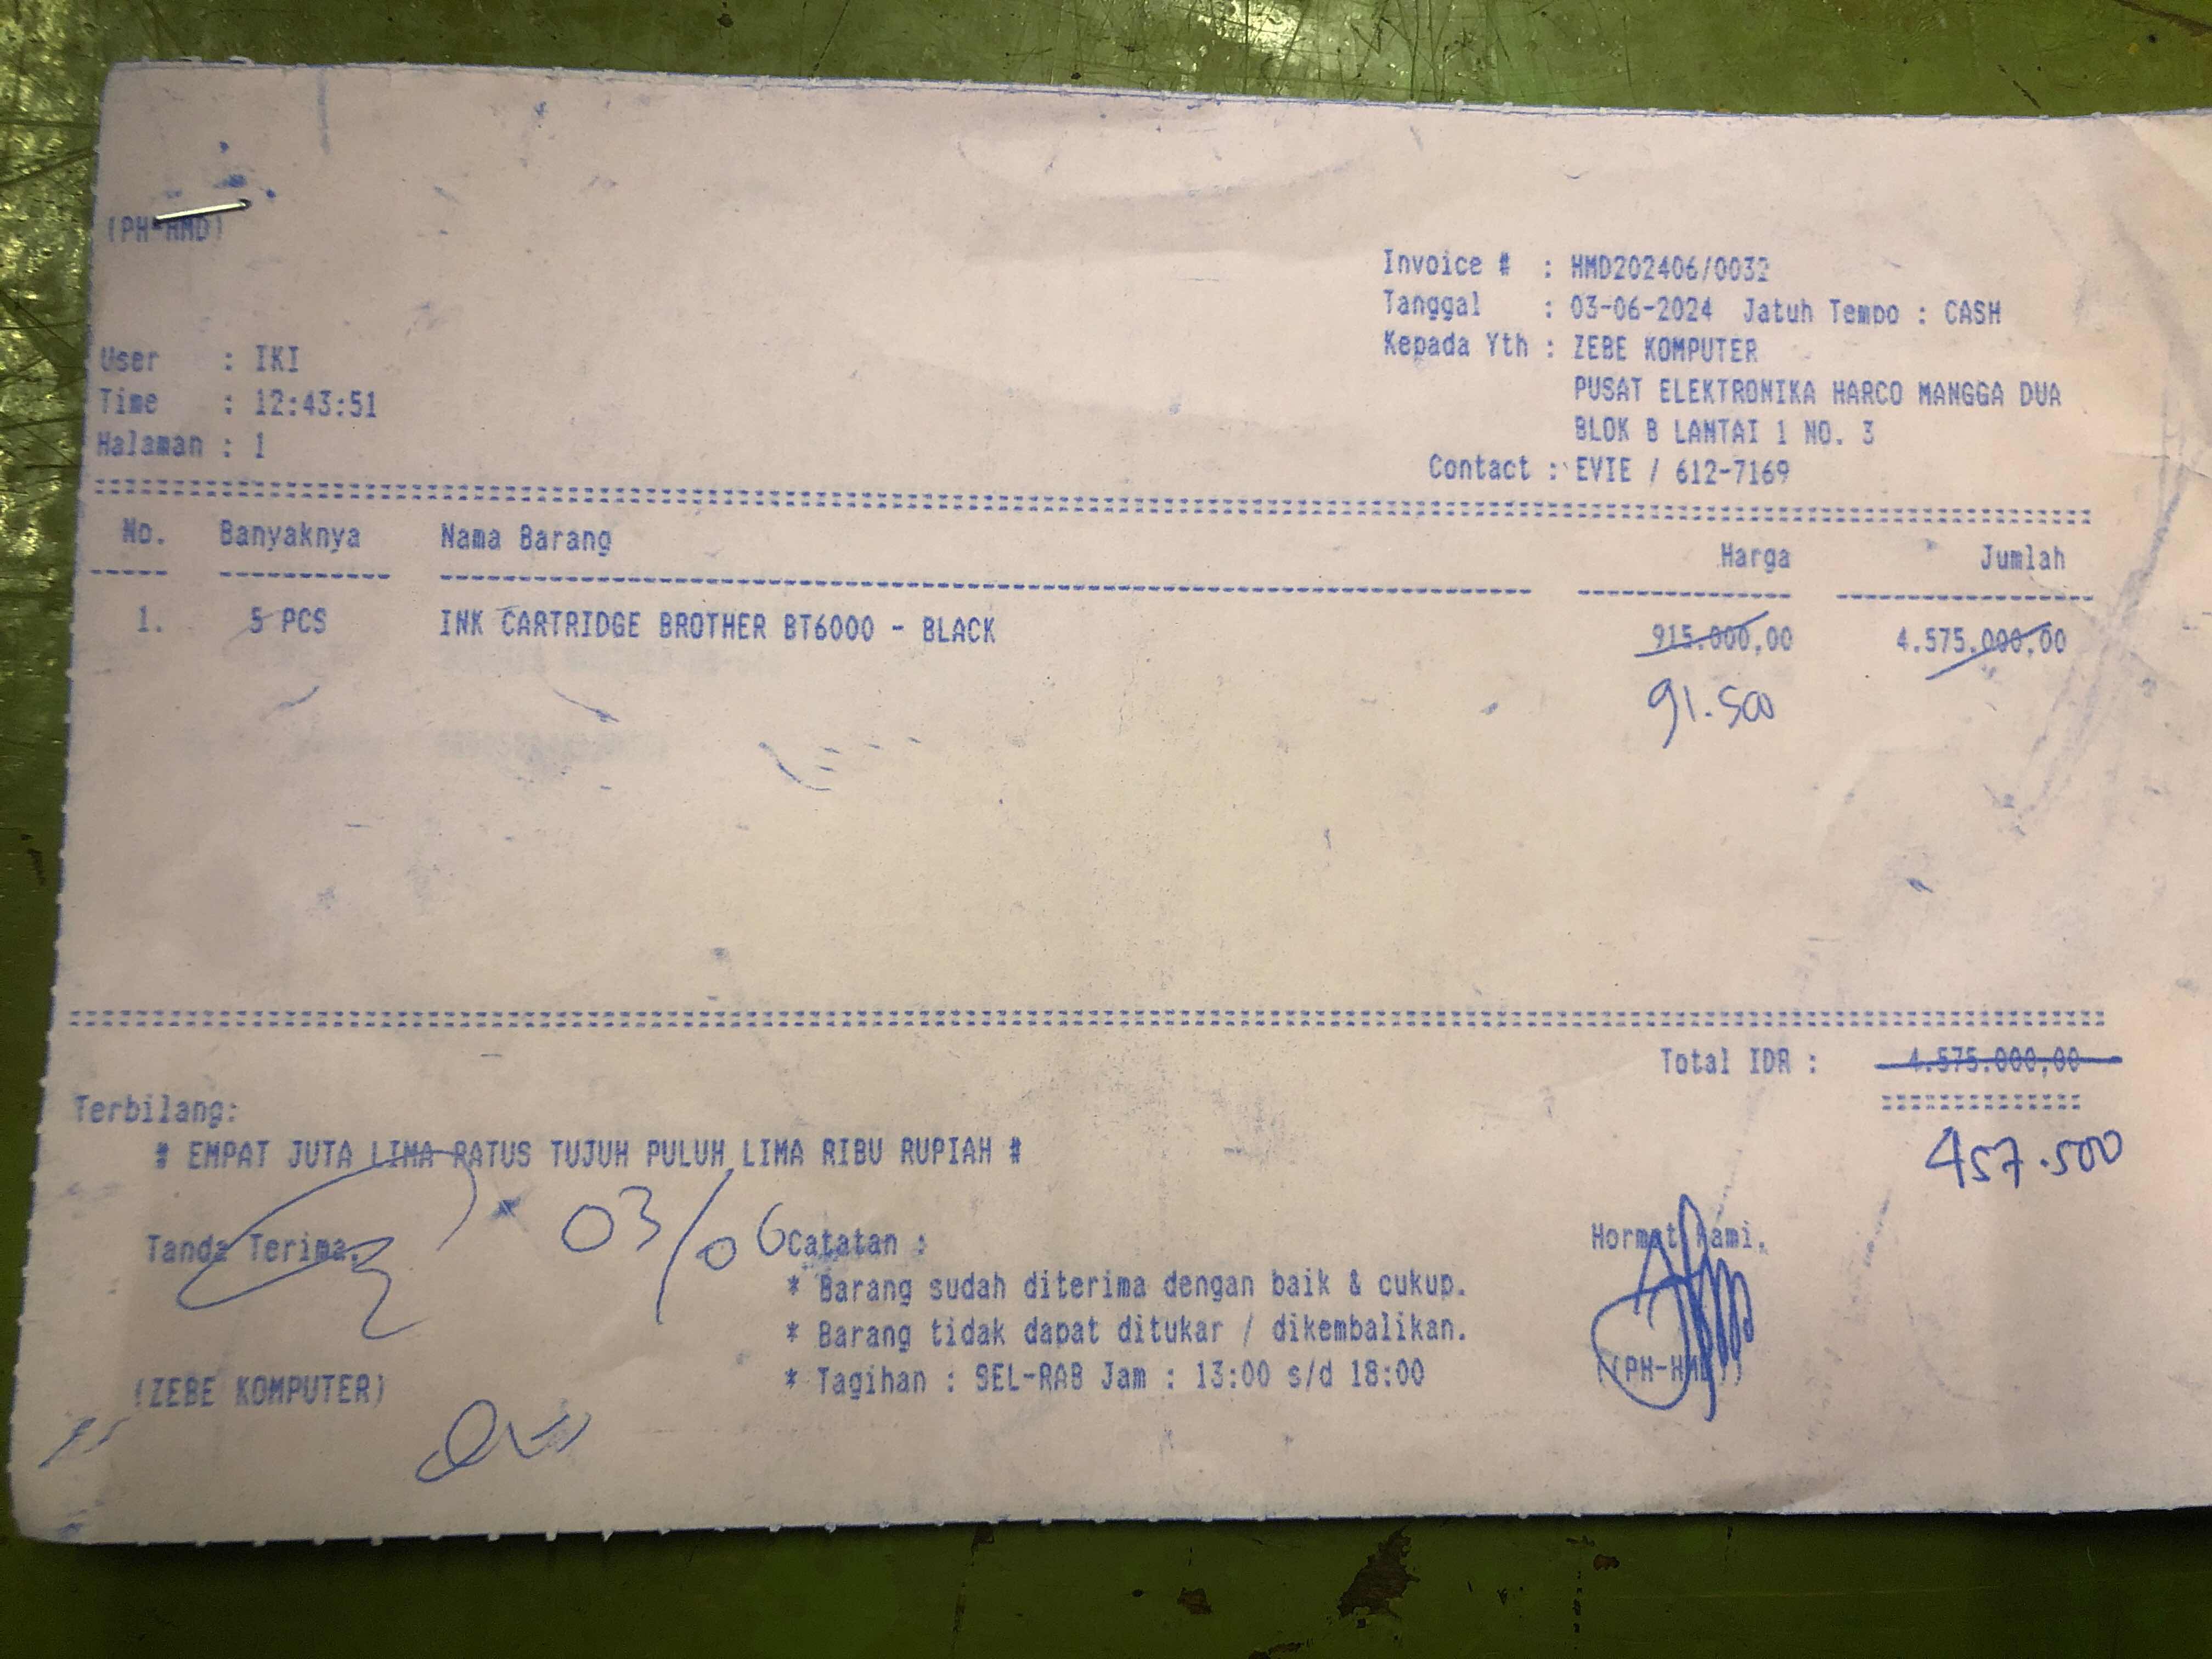 (PH-HMD)
Invoice # : HMD202406/0032
Tanggal : 03-06-2024 Jatuh Tempo : CASH
Kepada Yth : ZEBE KOMPUTER
PUSAT ELEKTRONIKA HARCO MANGGA DUA
BLOK B LANTAI 1 NO. 3
Contact : EVIE / 612-7169
User : IKI
Time : 12:43:51
Halaman : 1
No. Banyaknya Nama Barang Harga Jumlah
1. 5 PCS INK CARTRIDGE BROTHER BT6000 - BLACK 915.000,00 4.575.000,00
91.500
Total IDR : 4.575.000,00
457.500
Terbilang:
# EMPAT JUTA LIMA RATUS TUJUH PULUH LIMA RIBU RUPIAH #
03/06
Tanda Terima,
(ZEBE KOMPUTER)
Catatan :
* Barang sudah diterima dengan baik & cukup.
* Barang tidak dapat ditukar / dikembalikan.
* Tagihan : SEL-RAB Jam : 13:00 s/d 18:00
Hormat Kami,
((PH-HMD))